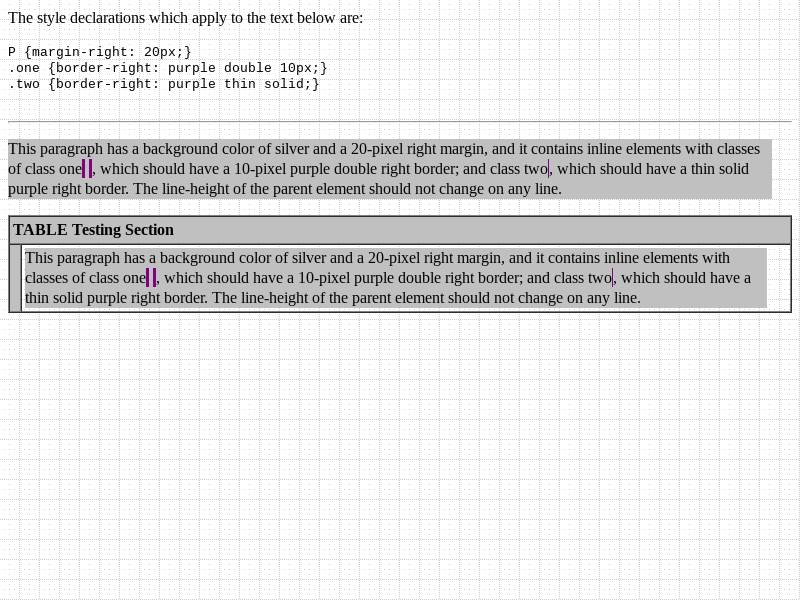 The style declarations which apply to the text below are:
P {margin-right: 20px;}
.one {border-right: purple double 10px;}
.two {border-right: purple thin solid;}
This paragraph has a background color of silver and a 20-pixel right margin, and it contains inline elements with classes
of class one, which should have a 10-pixel purple double right border; and class two, which should have a thin solid
purple right border. The line-height of the parent element should not change on any line.
TABLE Testing Section
This paragraph has a background color of silver and a 20-pixel right margin, and it contains inline elements with
classes of class one, which should have a 10-pixel purple double right border; and class two, which should have a
thin solid purple right border. The line-height of the parent element should not change on any line.